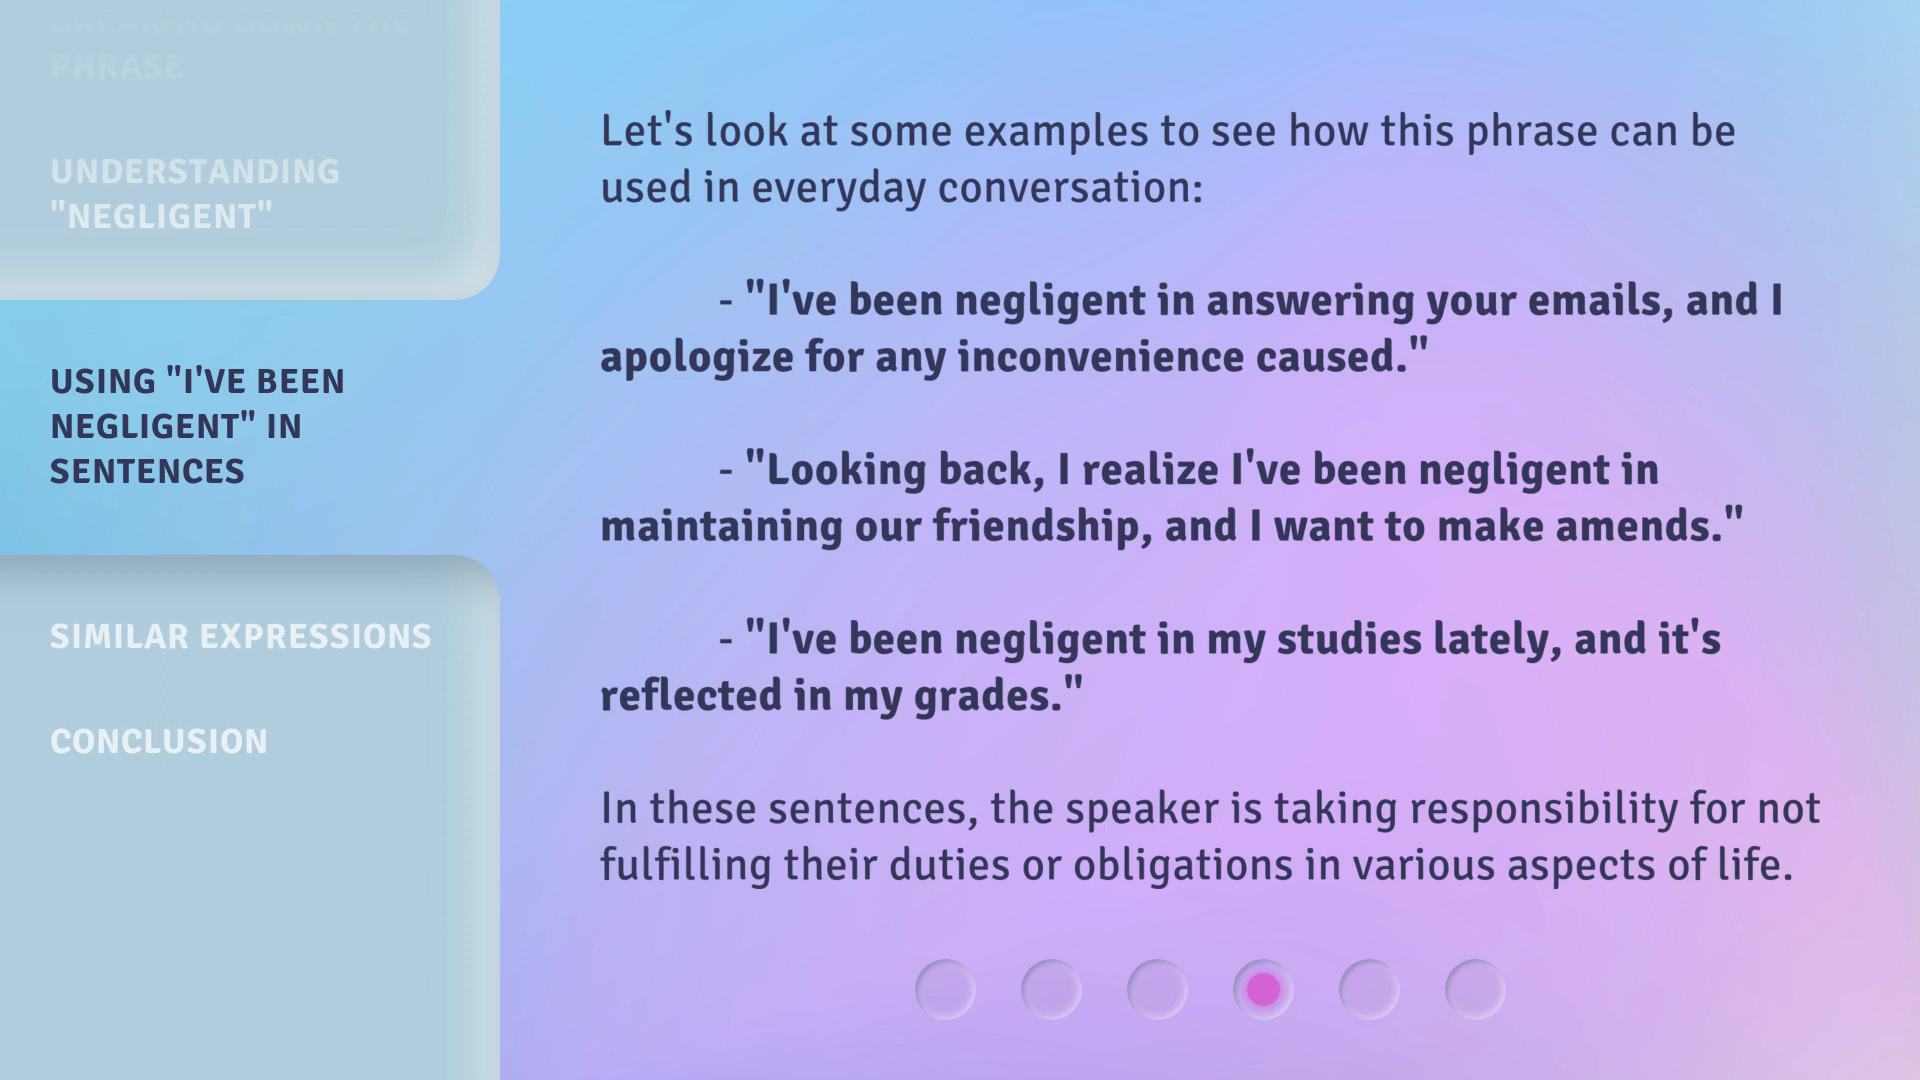 BREAKING DOWN THE
PHRASE
UNDERSTANDING
"NEGLIGENT"
USING "I'VE BEEN
NEGLIGENT" IN
SENTENCES
SIMILAR EXPRESSIONS
CONCLUSION
Let's look at some examples to see how this phrase can be
used in everyday conversation:
- "I've been negligent in answering your emails, and I
apologize for any inconvenience caused."
- "Looking back, I realize I've been negligent in
maintaining our friendship, and I want to make amends."
- "I've been negligent in my studies lately, and it's
reflected in my grades."
In these sentences, the speaker is taking responsibility for not
fulfilling their duties or obligations in various aspects of life.